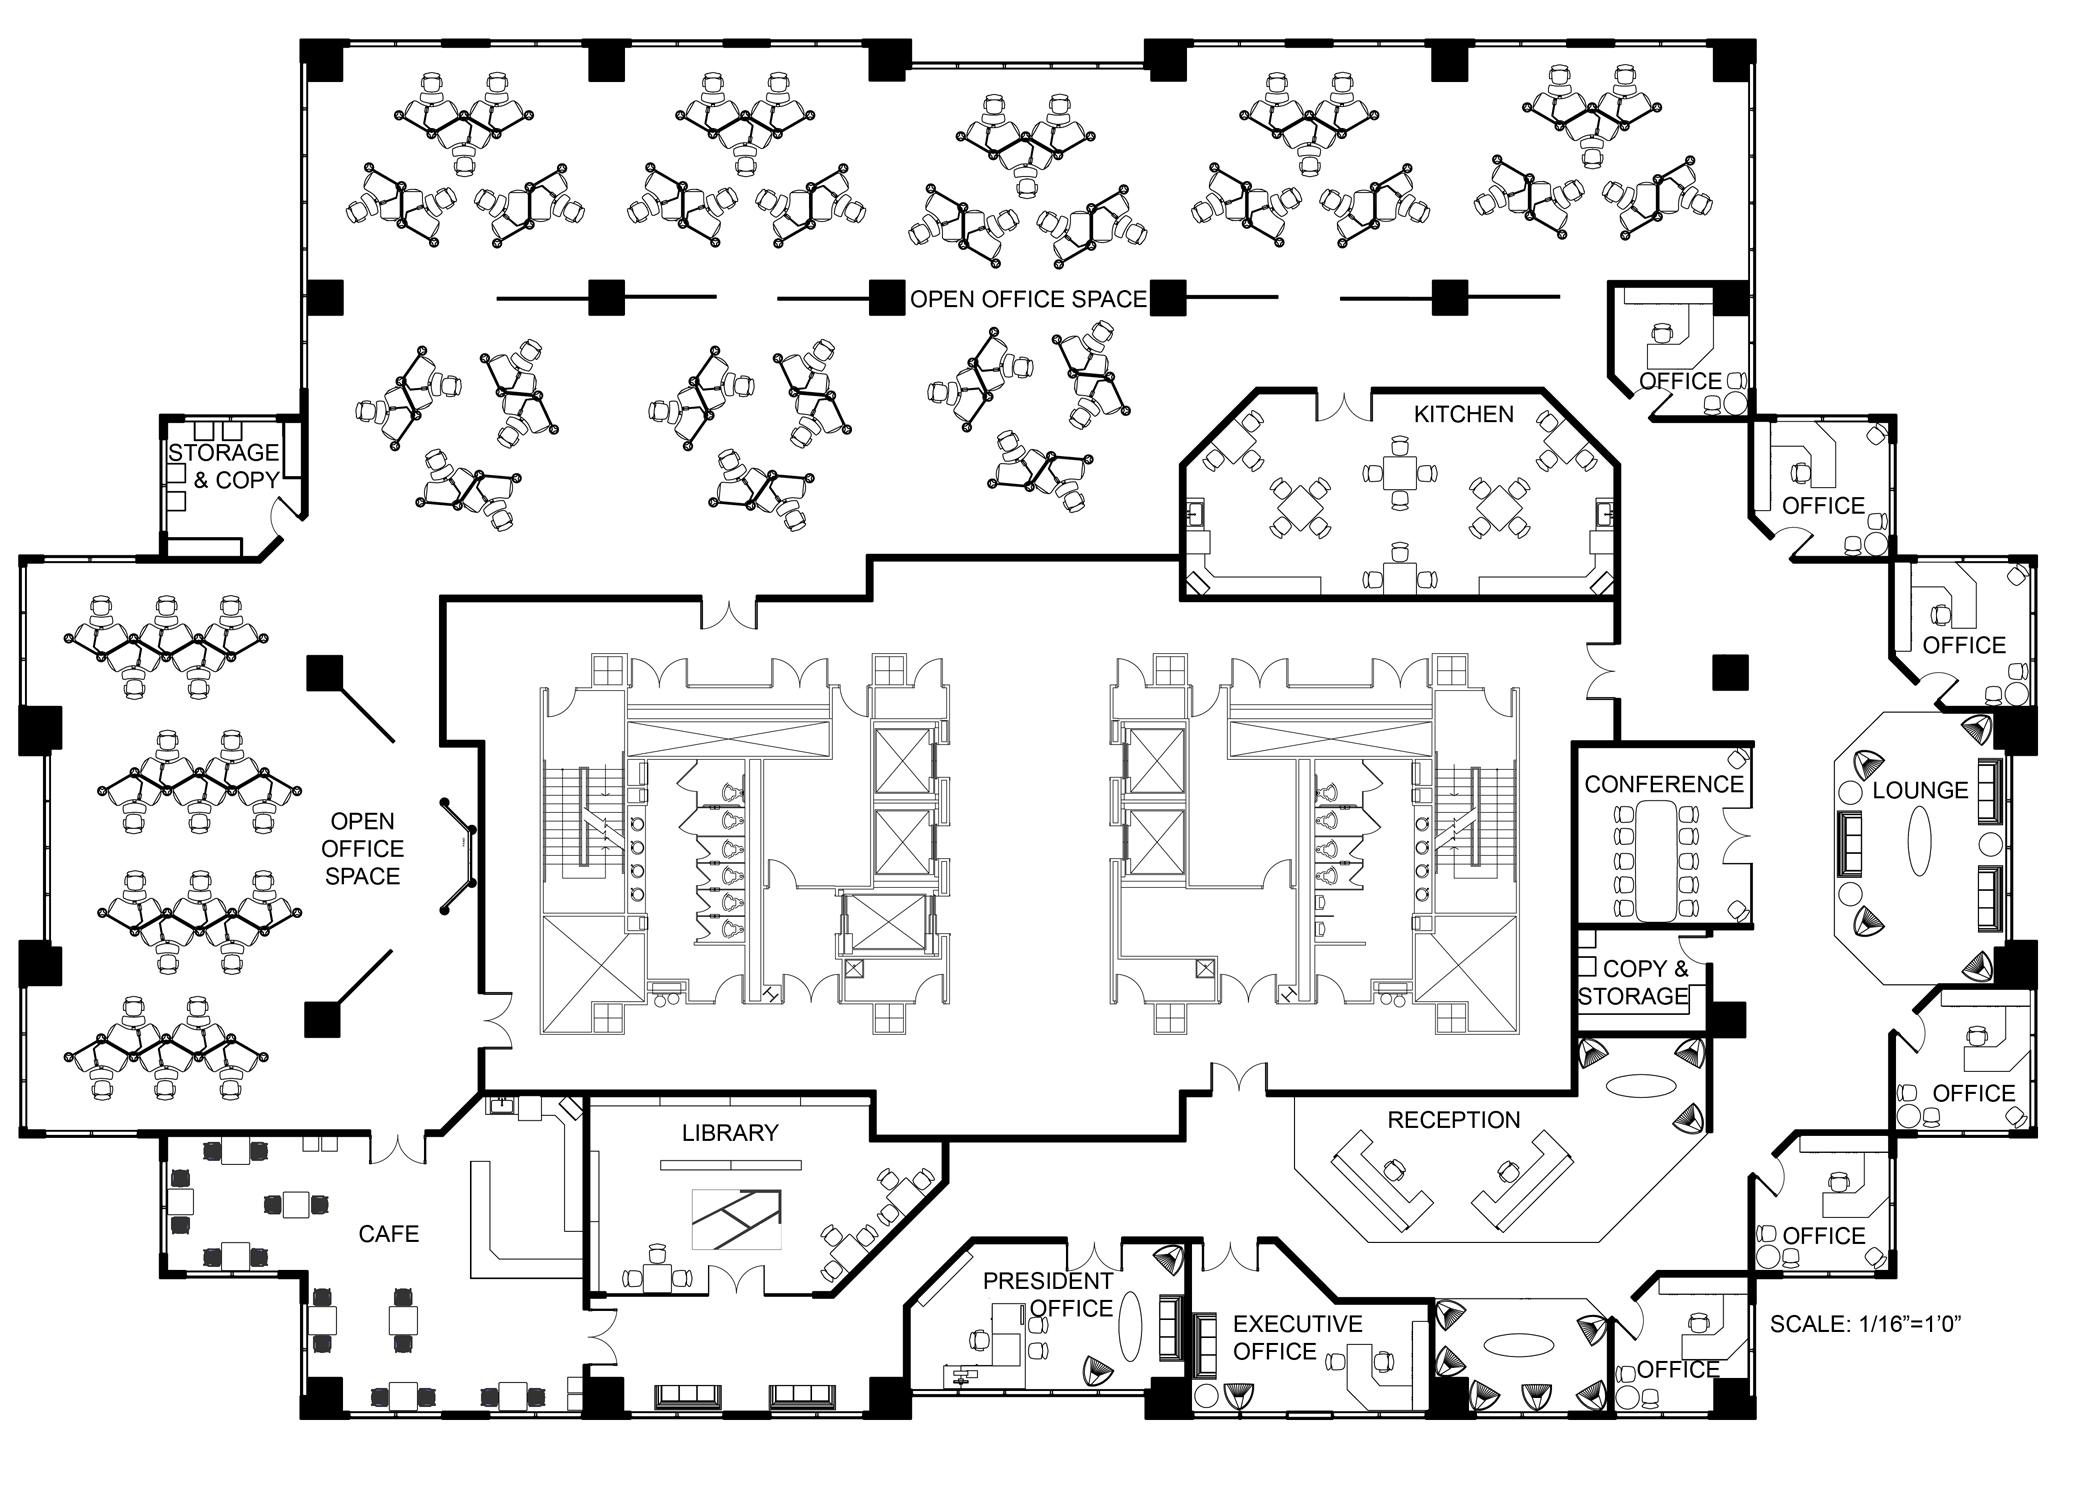 OPEN OFFICE SPACE
OFFICE
KITCHEN
STORAGE
& COPY
OFFICE
OFFICE
CONFERENCE
LOUNGE
OPEN
OFFICE
SPACE
COPY &
STORAGE
OFFICE
RECEPTION
LIBRARY
CAFE
OFFICE
PRESIDENT
OFFICE
EXECUTIVE
OFFICE
SCALE: 1/16”=1’0”
OFFICE